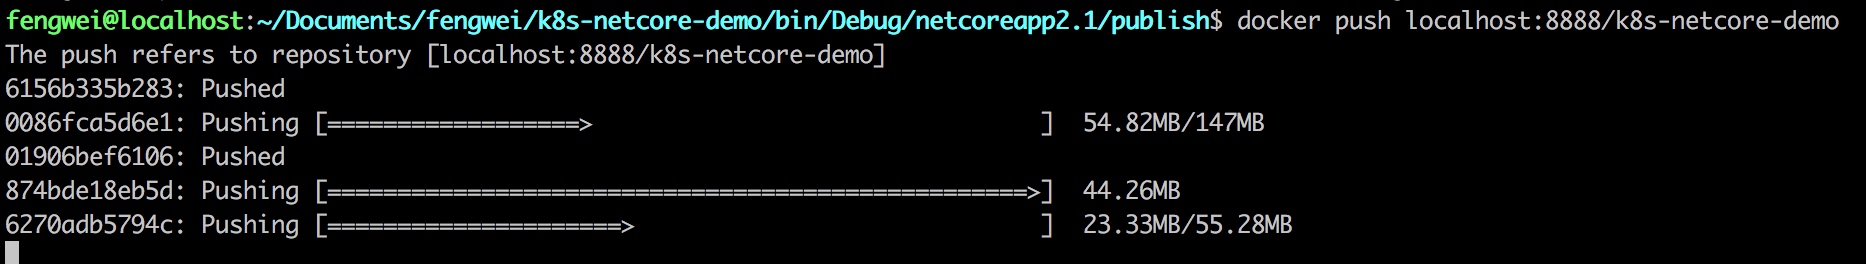 fengwei@localhost:~/Documents/fengwei/k8s-netcore-demo/bin/Debug/netcoreapp2.1/publish$ docker push localhost:8888/k8s-netcore-demo
The push refers to repository [localhost:8888/k8s-netcore-demo]
6156b335b283: Pushed
0086fca5d6e1: Pushing [==================>                                ]  54.82MB/147MB
01906bef6106: Pushed
874bde18eb5d: Pushing [==================================================>]  44.26MB
6270adb5794c: Pushing [=====================>                             ]  23.33MB/55.28MB